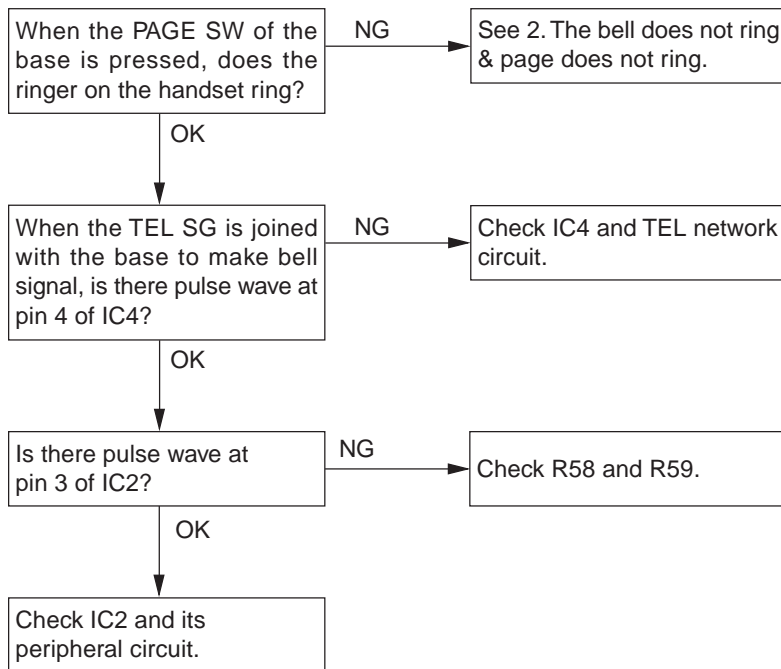 When the PAGE SW of the
base is pressed, does the
ringer on the handset ring?
NG
See 2. The bell does not ring
& page does not ring.
OK
When the TEL SG is joined
with the base to make bell
signal, is there pulse wave at
pin 4 of IC4?
NG
Check IC4 and TEL network
circuit.
OK
Is there pulse wave at
pin 3 of IC2?
NG
Check R58 and R59.
OK
Check IC2 and its
peripheral circuit.